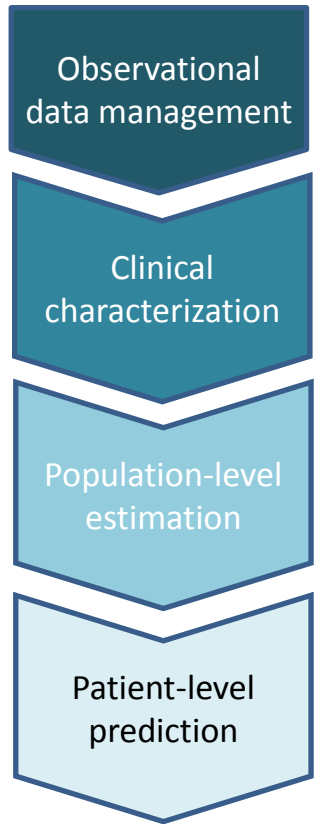 Observational
data management
Clinical
characterization
Population-level
estimation
Patient-level
prediction